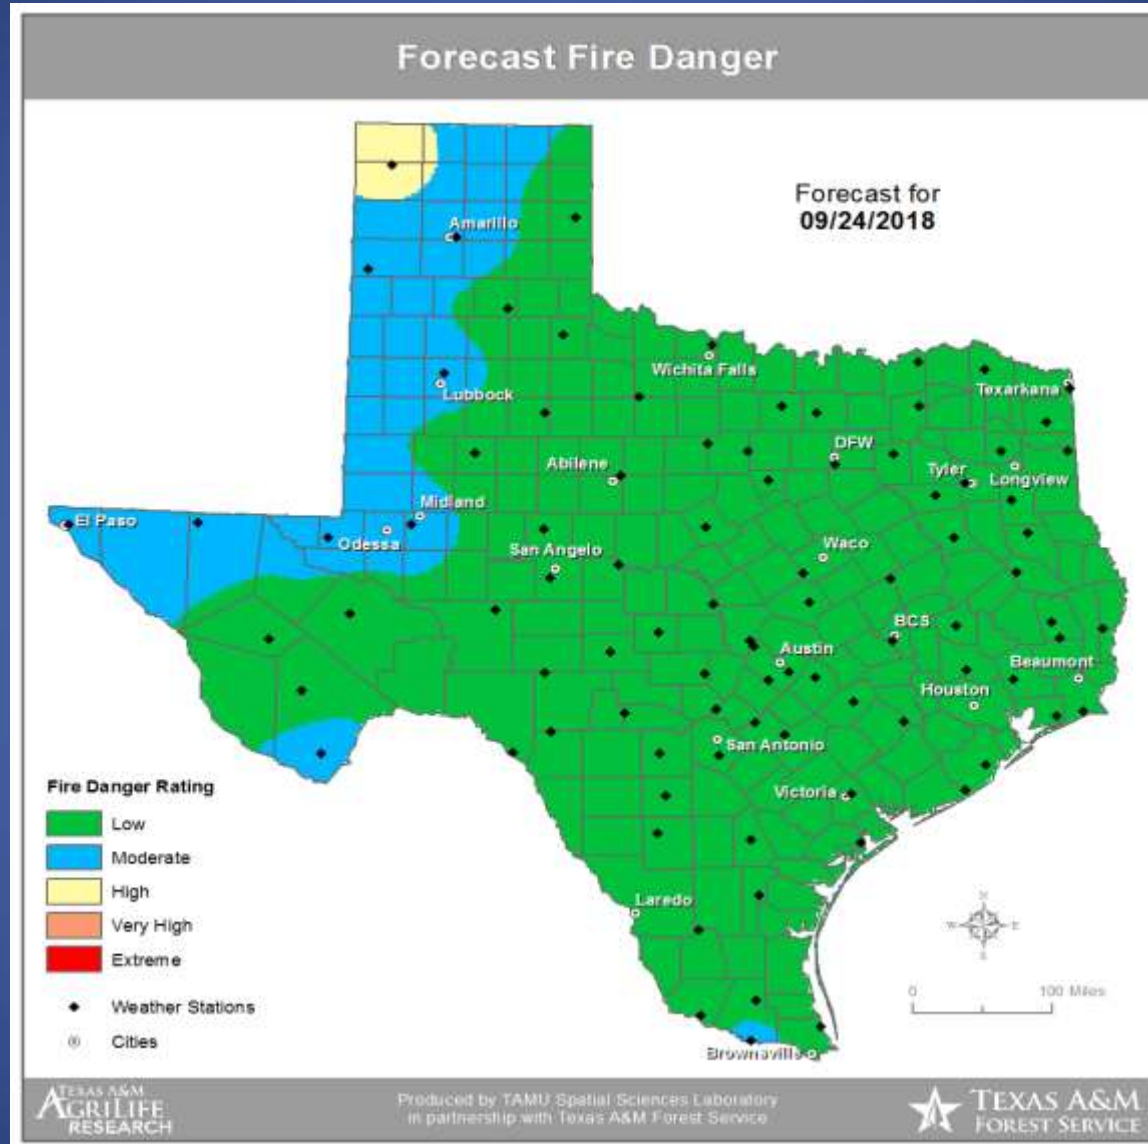 Forecast Fire Danger
Forecast for
09/24/2018
Amarillo
Wichita Falls
Texarkana
Lubbock
DFW
Abilene
Tyler
Longview
Midland
El Paso
Odessa
San Angelo
Waco
BCS
Austin
Beaumont
Houston
San Antonio
Fire Danger Rating
Victoria
Low
Moderate
High
Laredo
N
Very High
W
E
S
Extreme
0
100 Miles
Weather Stations
Cities
Brownsville
TEXAS A&M
AGRILIFE
RESEARCH
Produced by TAMU Spatial Sciences Laboratory
in partnership with Texas A&M Forest Service
TEXAS A&M
FOREST SERVICE